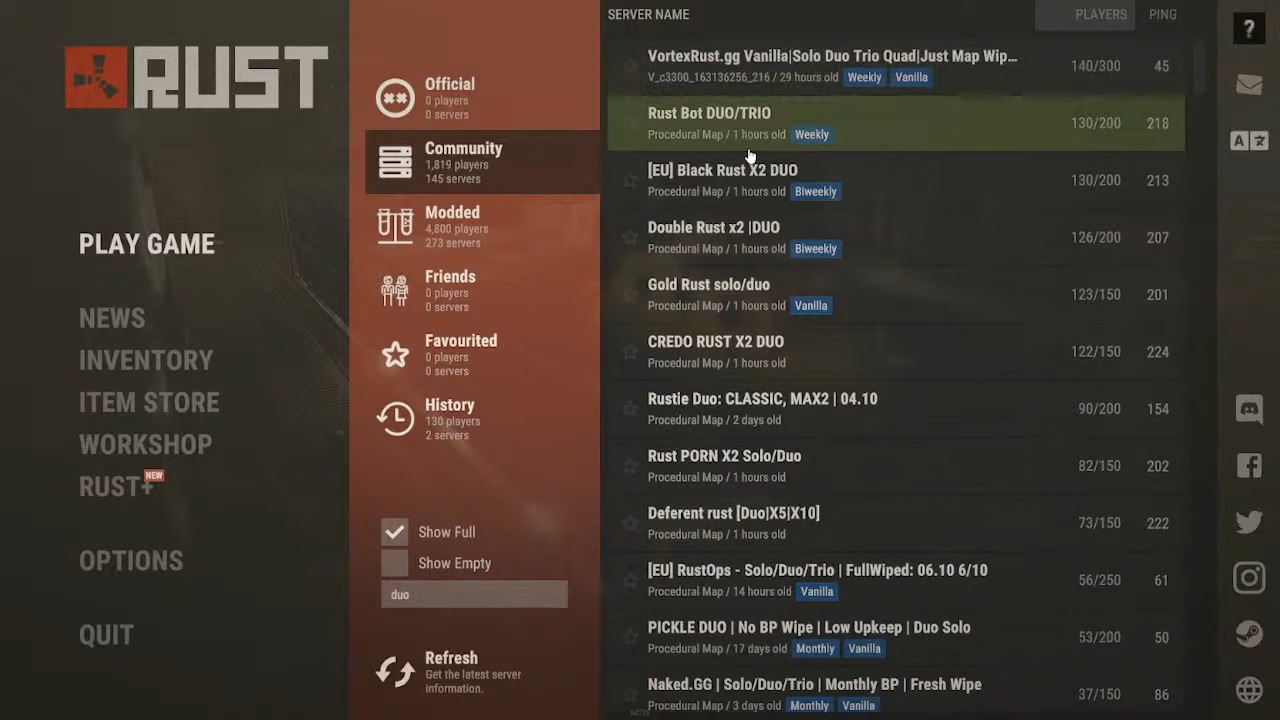 RUST
PLAY GAME
NEWS
INVENTORY
ITEM STORE
WORKSHOP
RUST+
NEW
OPTIONS
QUIT
Official
0 players
0 servers
Community
1,819 players
145 servers
Modded
4,800 players
273 servers
Friends
0 players
0 servers
Favourited
0 players
0 servers
History
130 players
2 servers
Show Full
Show Empty
duo
Refresh
Get the latest server
information.
SERVER NAME PLAYERS PING
VortexRust.gg Vanilla|Solo Duo Trio Quad|Just Map Wip... 140/300 45
V_c3300_163136256_216 / 29 hours old Weekly Vanilla
Rust Bot DUO/TRIO 130/200 218
Procedural Map / 1 hours old Weekly
[EU] Black Rust X2 DUO 130/200 213
Procedural Map / 1 hours old Biweekly
Double Rust x2 |DUO 126/200 207
Procedural Map / 1 hours old Biweekly
Gold Rust solo/duo 123/150 201
Procedural Map / 1 hours old Vanilla
CREDO RUST X2 DUO 122/150 224
Procedural Map / 1 hours old
Rustie Duo: CLASSIC, MAX2 | 04.10 90/200 154
Procedural Map / 2 days old
Rust PORN X2 Solo/Duo 82/150 202
Procedural Map / 1 hours old
Deferent rust [Duo|X5|X10] 73/150 222
Procedural Map / 1 hours old
[EU] RustOps - Solo/Duo/Trio | FullWiped: 06.10 6/10 56/250 61
Procedural Map / 14 hours old Vanilla
PICKLE DUO | No BP Wipe | Low Upkeep | Duo Solo 53/200 50
Procedural Map / 17 days old Monthly Vanilla
Naked.GG | Solo/Duo/Trio | Monthly BP | Fresh Wipe 37/150 86
Procedural Map / 3 days old Monthly Vanilla
?
A